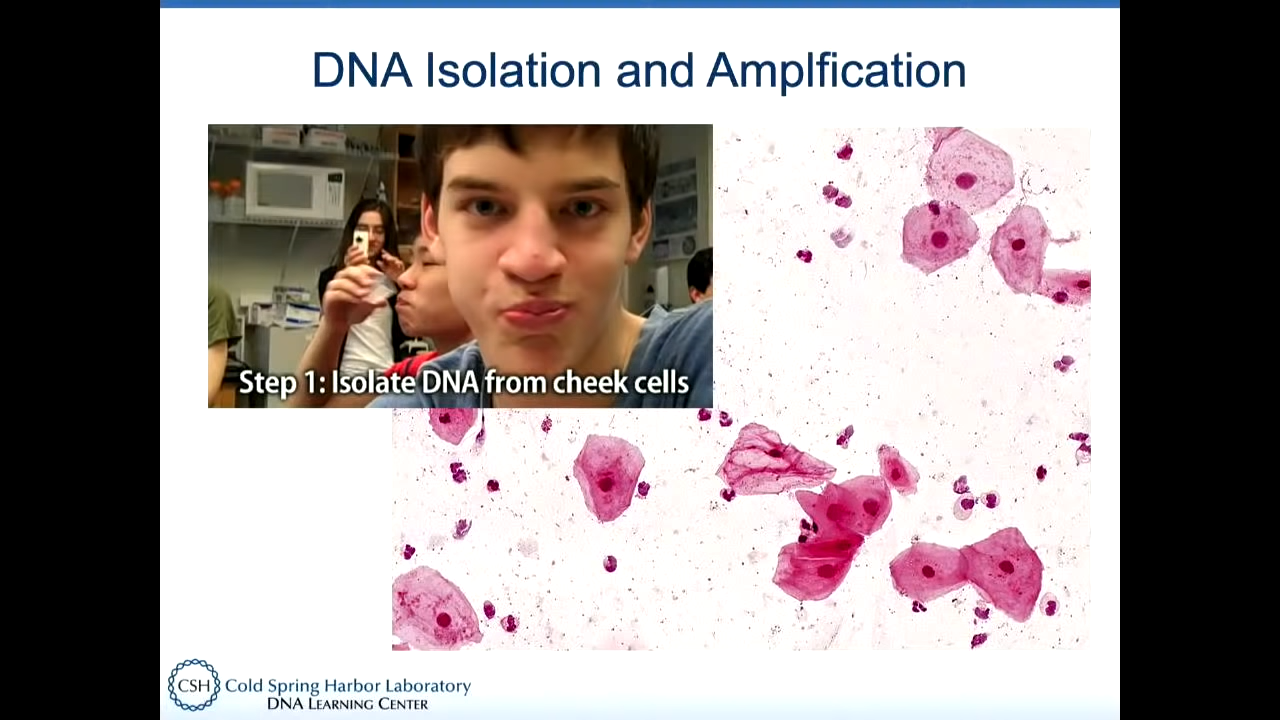 DNA Isolation and Amplfication
Step 1: Isolate DNA from cheek cells
CSH Cold Spring Harbor Laboratory
DNA LEARNING CENTER